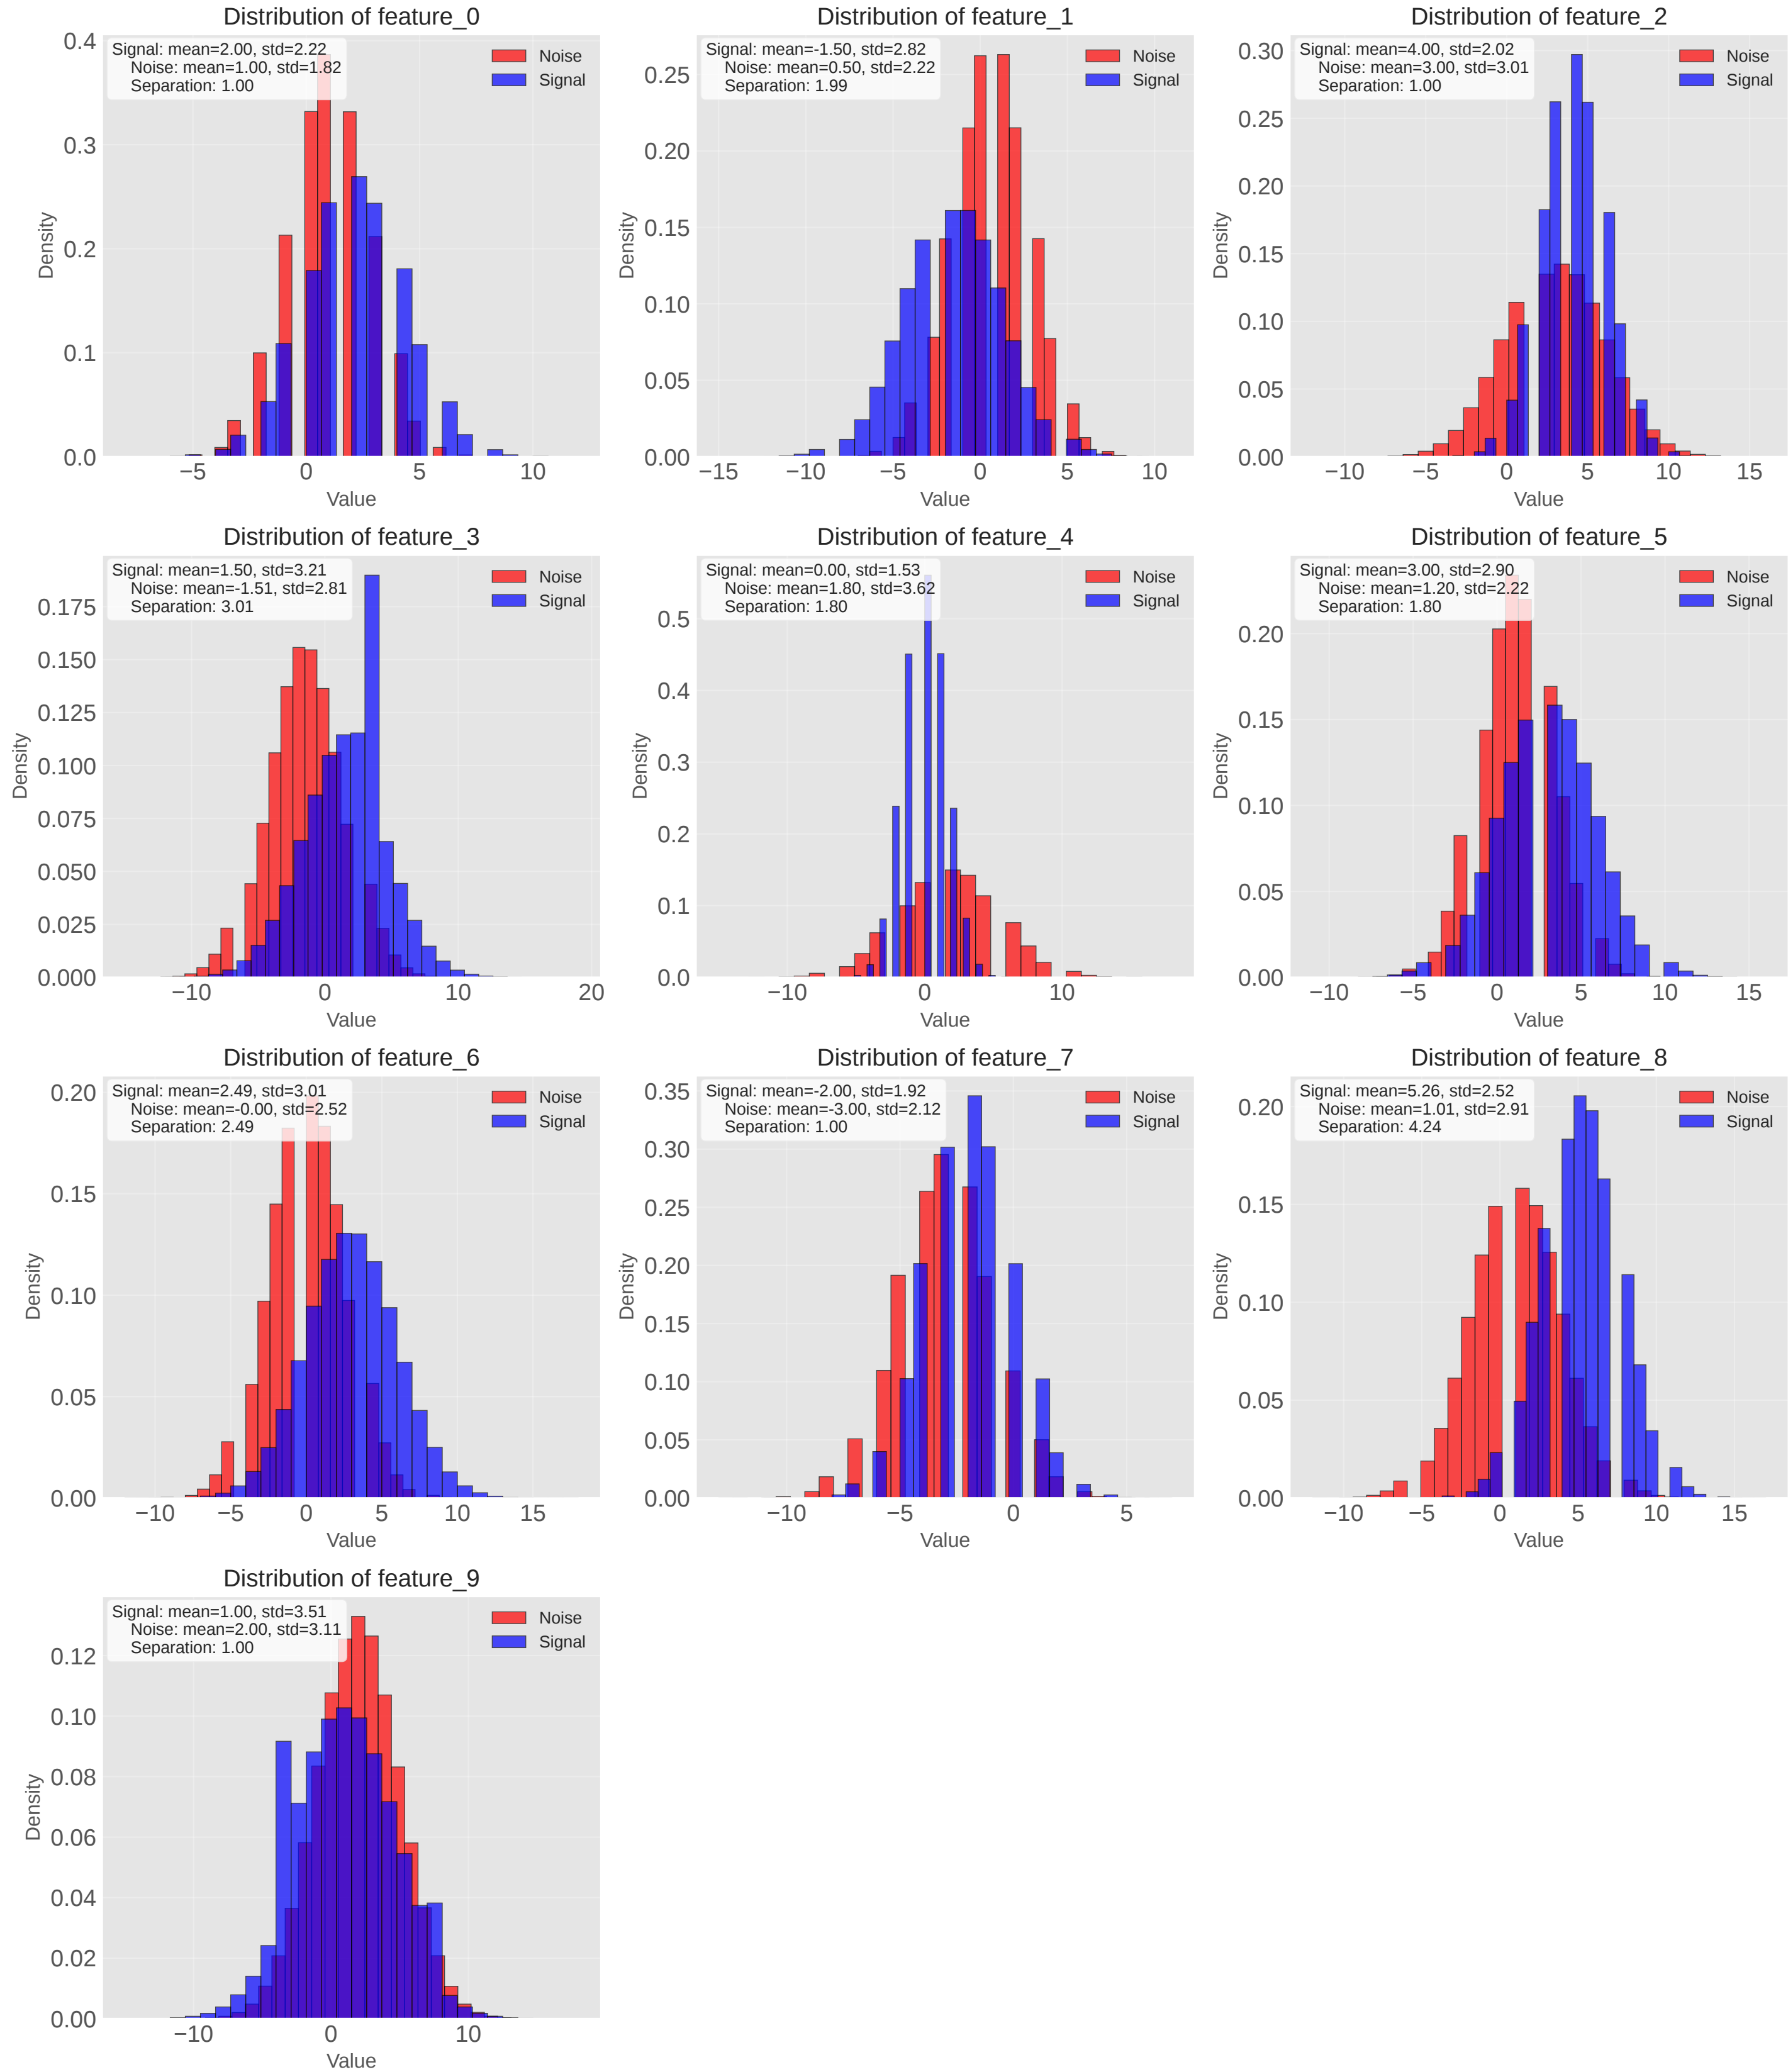 Distribution of feature_0
Signal: mean=2.00, std=2.22
Noise: mean=1.00, std=1.82
Separation: 1.00
Noise
Signal
0.4
0.3
0.2
0.1
0.0
Density
−5
0
5
10
Value
Distribution of feature_1
Signal: mean=-1.50, std=2.82
Noise: mean=0.50, std=2.22
Separation: 1.99
Noise
Signal
0.25
0.20
0.15
0.10
0.05
0.00
Density
−15
−10
−5
0
5
10
Value
Distribution of feature_2
Signal: mean=4.00, std=2.02
Noise: mean=3.00, std=3.01
Separation: 1.00
Noise
Signal
0.30
0.25
0.20
0.15
0.10
0.05
0.00
Density
−10
−5
0
5
10
15
Value
Distribution of feature_3
Signal: mean=1.50, std=3.21
Noise: mean=-1.51, std=2.81
Separation: 3.01
Noise
Signal
0.175
0.150
0.125
0.100
0.075
0.050
0.025
0.000
Density
−10
0
10
20
Value
Distribution of feature_4
Signal: mean=0.00, std=1.53
Noise: mean=1.80, std=3.62
Separation: 1.80
Noise
Signal
0.5
0.4
0.3
0.2
0.1
0.0
Density
−10
0
10
Value
Distribution of feature_5
Signal: mean=3.00, std=2.90
Noise: mean=1.20, std=2.22
Separation: 1.80
Noise
Signal
0.20
0.15
0.10
0.05
0.00
Density
−10
−5
0
5
10
15
Value
Distribution of feature_6
Signal: mean=2.49, std=3.01
Noise: mean=-0.00, std=2.52
Separation: 2.49
Noise
Signal
0.20
0.15
0.10
0.05
0.00
Density
−10
−5
0
5
10
15
Value
Distribution of feature_7
Signal: mean=-2.00, std=1.92
Noise: mean=-3.00, std=2.12
Separation: 1.00
Noise
Signal
0.35
0.30
0.25
0.20
0.15
0.10
0.05
0.00
Density
−10
−5
0
5
Value
Distribution of feature_8
Signal: mean=5.26, std=2.52
Noise: mean=1.01, std=2.91
Separation: 4.24
Noise
Signal
0.20
0.15
0.10
0.05
0.00
Density
−10
−5
0
5
10
15
Value
Distribution of feature_9
Signal: mean=1.00, std=3.51
Noise: mean=2.00, std=3.11
Separation: 1.00
Noise
Signal
0.12
0.10
0.08
0.06
0.04
0.02
0.00
Density
−10
0
10
Value